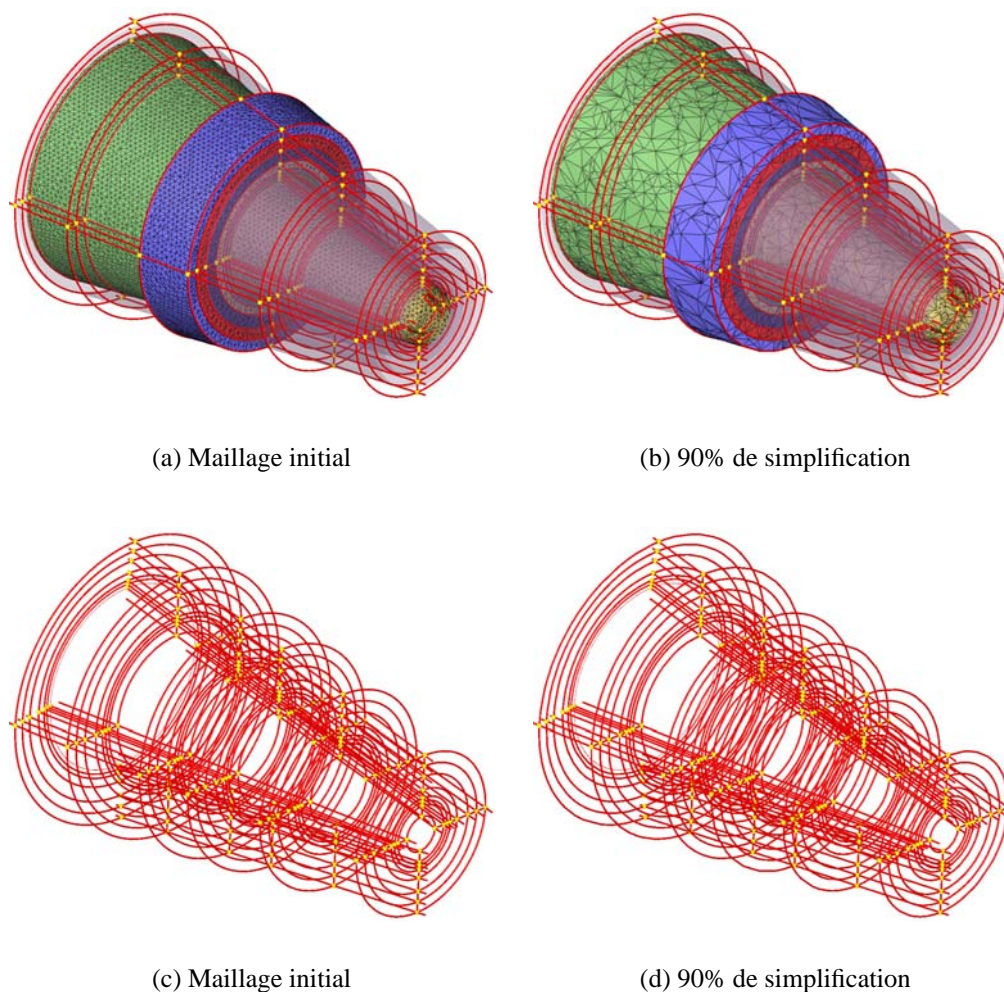 (a) Maillage initial
(b) 90% de simplification
(c) Maillage initial
(d) 90% de simplification